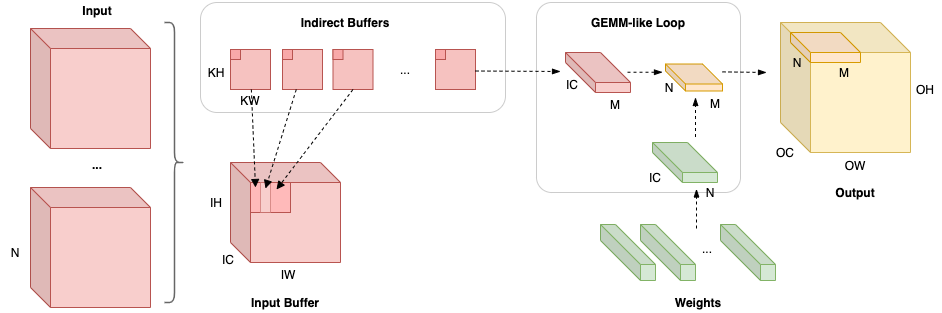 Input
...
N
Indirect Buffers
KH
KW
...
IH
IC
IW
Input Buffer
GEMM-like Loop
IC
M
N
M
IC
N
...
Weights
N
M
OH
OC
OW
Output